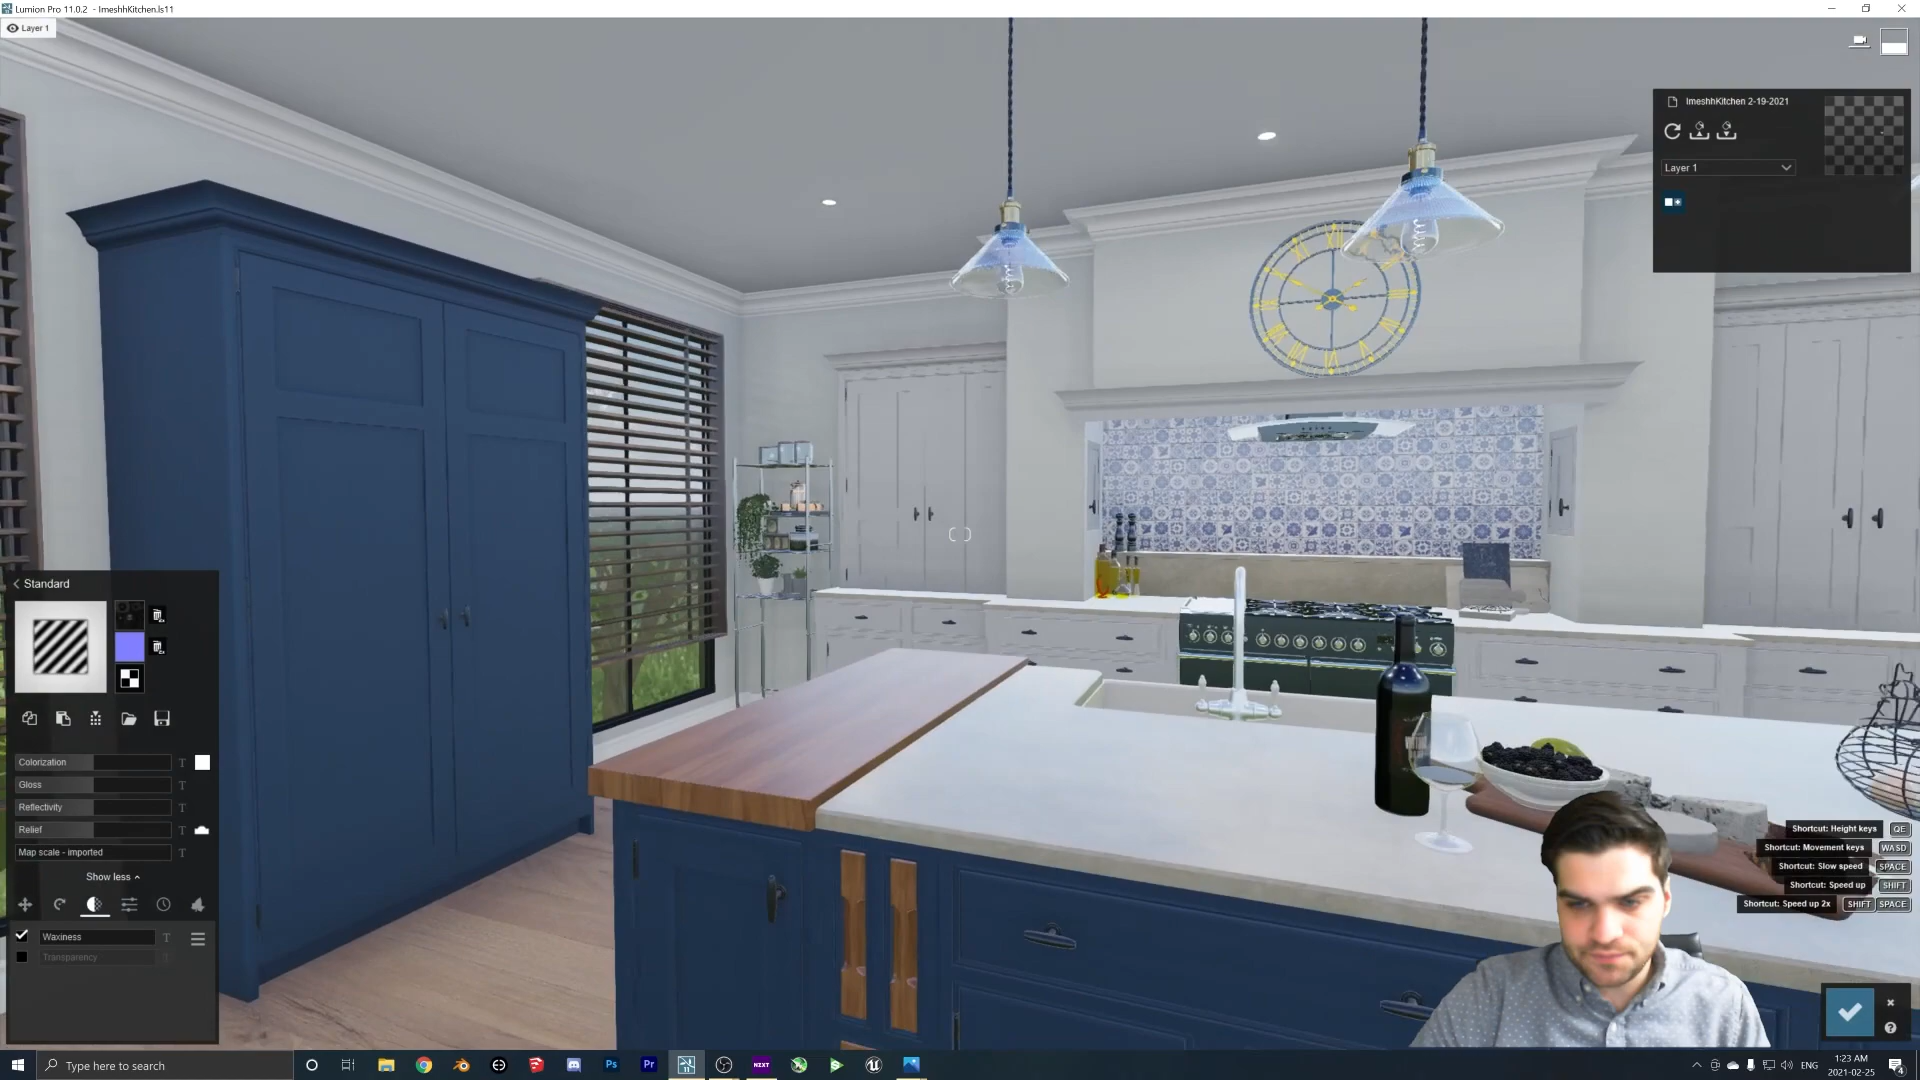 Lumion Pro 11.0.2 - ImeshhKitchen.ls11
Layer 1
ImeshhKitchen 2-19-2021
Layer 1
Standard
Colorization
Gloss
Reflectivity
Relief
Map scale - imported
Show less
Waxiness
Transparency
Shortcut: Height keys QE
Shortcut: Movement keys WASD
Shortcut: Slow speed SPACE
Shortcut: Speed up SHIFT
Shortcut: Speed up 2x SHIFT SPACE
Type here to search
Ps
Pr
NZXT
ENG
1:23 AM
2021-02-25